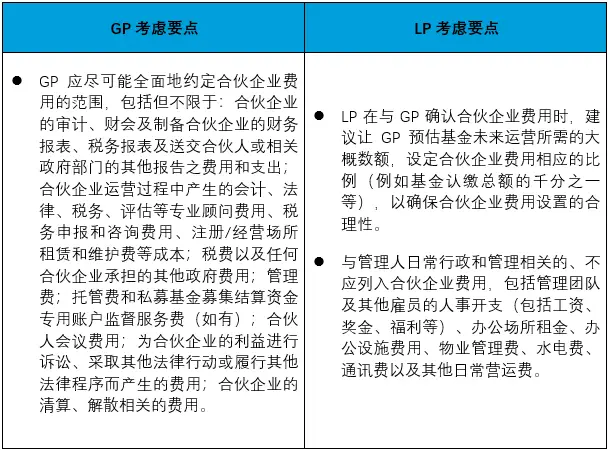 GP 考虑要点
LP 考虑要点
● GP 应尽可能全面地约定合伙企业费
用的范围，包括但不限于：合伙企业
的审计、财会及制备合伙企业的财务
报表、税务报表及送交合伙人或相关
政府部门的其他报告之费用和支出；
合伙企业运营过程中产生的会计、法
律、税务、评估等专业顾问费用、税
务申报和咨询费用、注册/经营场所
租赁和维护费等成本；税费以及任何
合伙企业承担的其他政府费用；管理
费；托管费和私募基金募集结算资金
专用账户监督服务费（如有）；合伙
人会议费用；为合伙企业的利益进行
诉讼、采取其他法律行动或履行其他
法律程序而产生的费用；合伙企业的
清算、解散相关的费用。
● LP 在与 GP 确认合伙企业费用时，建
议让 GP 预估基金未来运营所需的大
概数额，设定合伙企业费用相应的比
例（例如基金认缴总额的千分之一
等），以确保合伙企业费用设置的合
理性。
● 与管理人日常行政和管理相关的、不
应列入合伙企业费用，包括管理团队
及其他雇员的人事开支（包括工资、
奖金、福利等）、办公场所租金、办
公设施费用、物业管理费、水电费、
通讯费以及其他日常营运费。